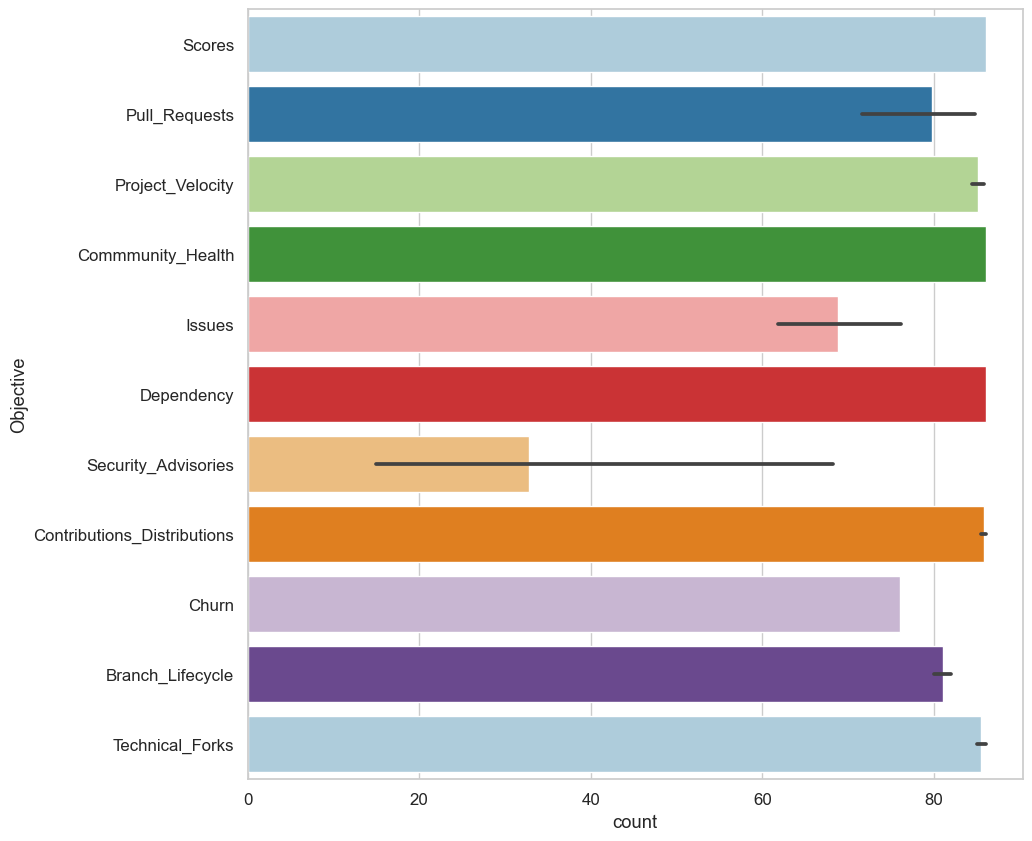 Scores
Pull_Requests
Project_Velocity
Commmunity_Health
Issues
Dependency
Security_Advisories
Contributions_Distributions
Churn
Branch_Lifecycle
Technical_Forks
Objective
0 20 40 60 80
count